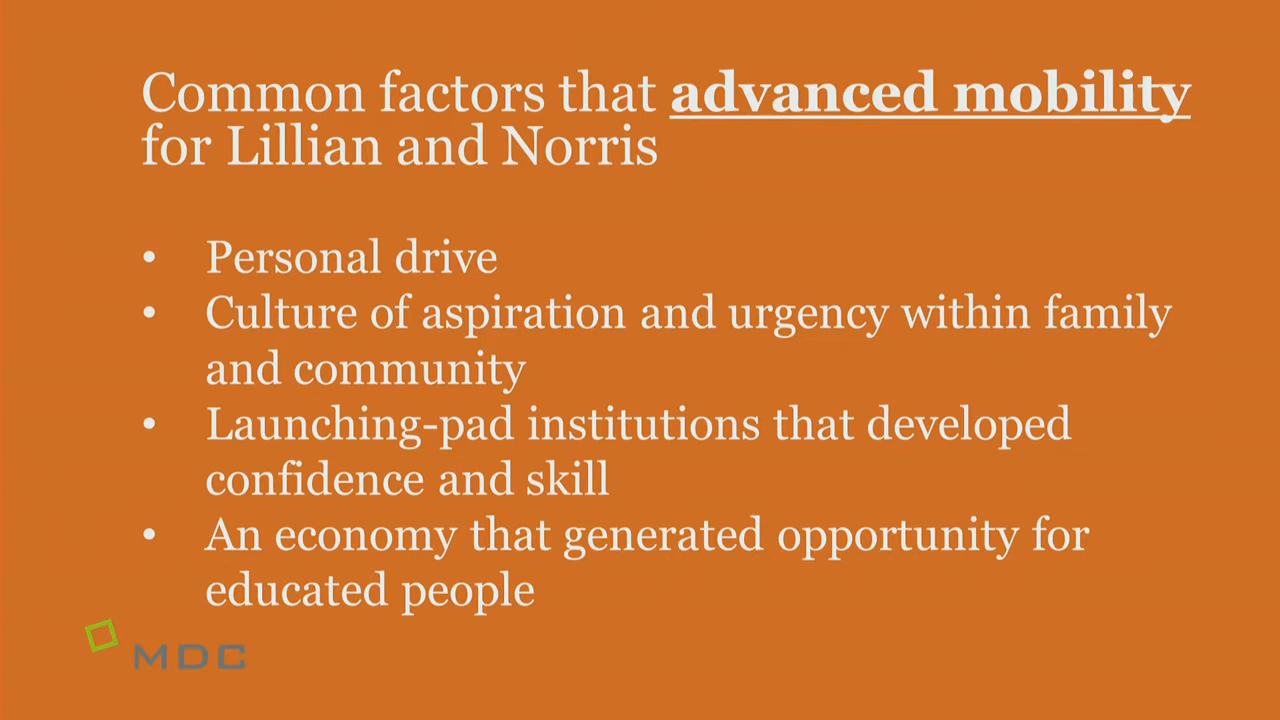 Common factors that advanced mobility
for Lillian and Norris
• Personal drive
• Culture of aspiration and urgency within family
and community
• Launching-pad institutions that developed
confidence and skill
• An economy that generated opportunity for
educated people
MDC